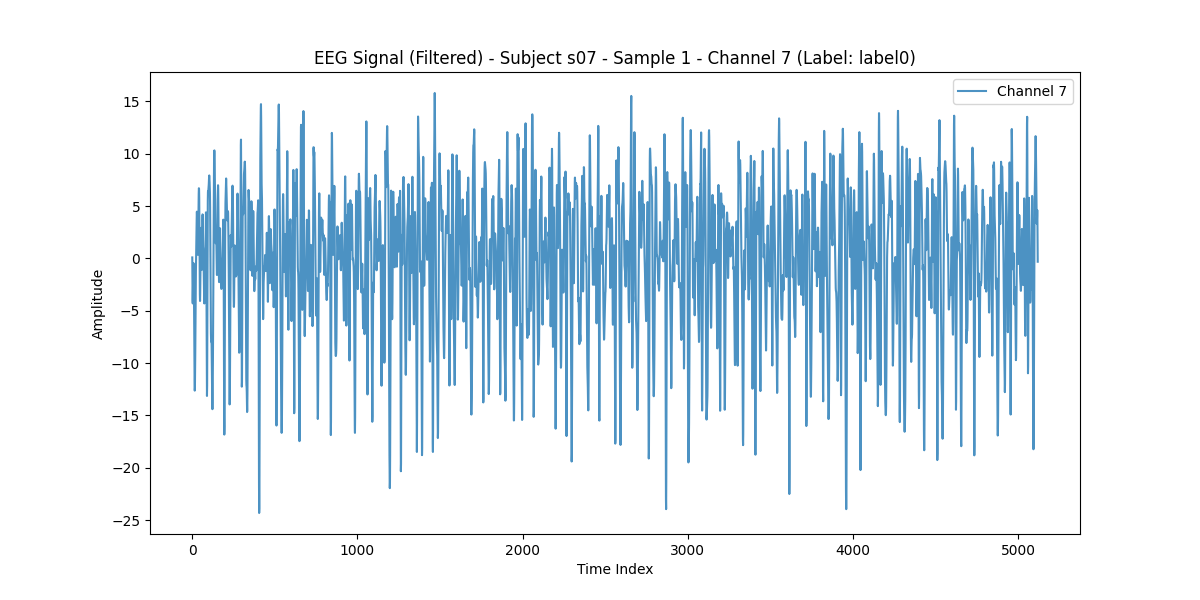 EEG Signal (Filtered) - Subject s07 - Sample 1 - Channel 7 (Label: label0)
Channel 7
15
10
5
0
−5
−10
−15
−20
−25
Amplitude
0 1000 2000 3000 4000 5000
Time Index